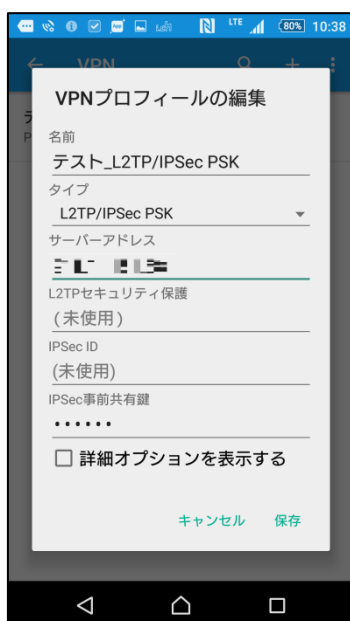 LTE 80% 10:38
VPN
VPNプロフィールの編集
名前
テスト_L2TP/IPSec PSK
タイプ
L2TP/IPSec PSK
サーバーアドレス
L2TPセキュリティ保護
(未使用)
IPSec ID
(未使用)
IPSec事前共有鍵
••••••
詳細オプションを表示する
キャンセル 保存